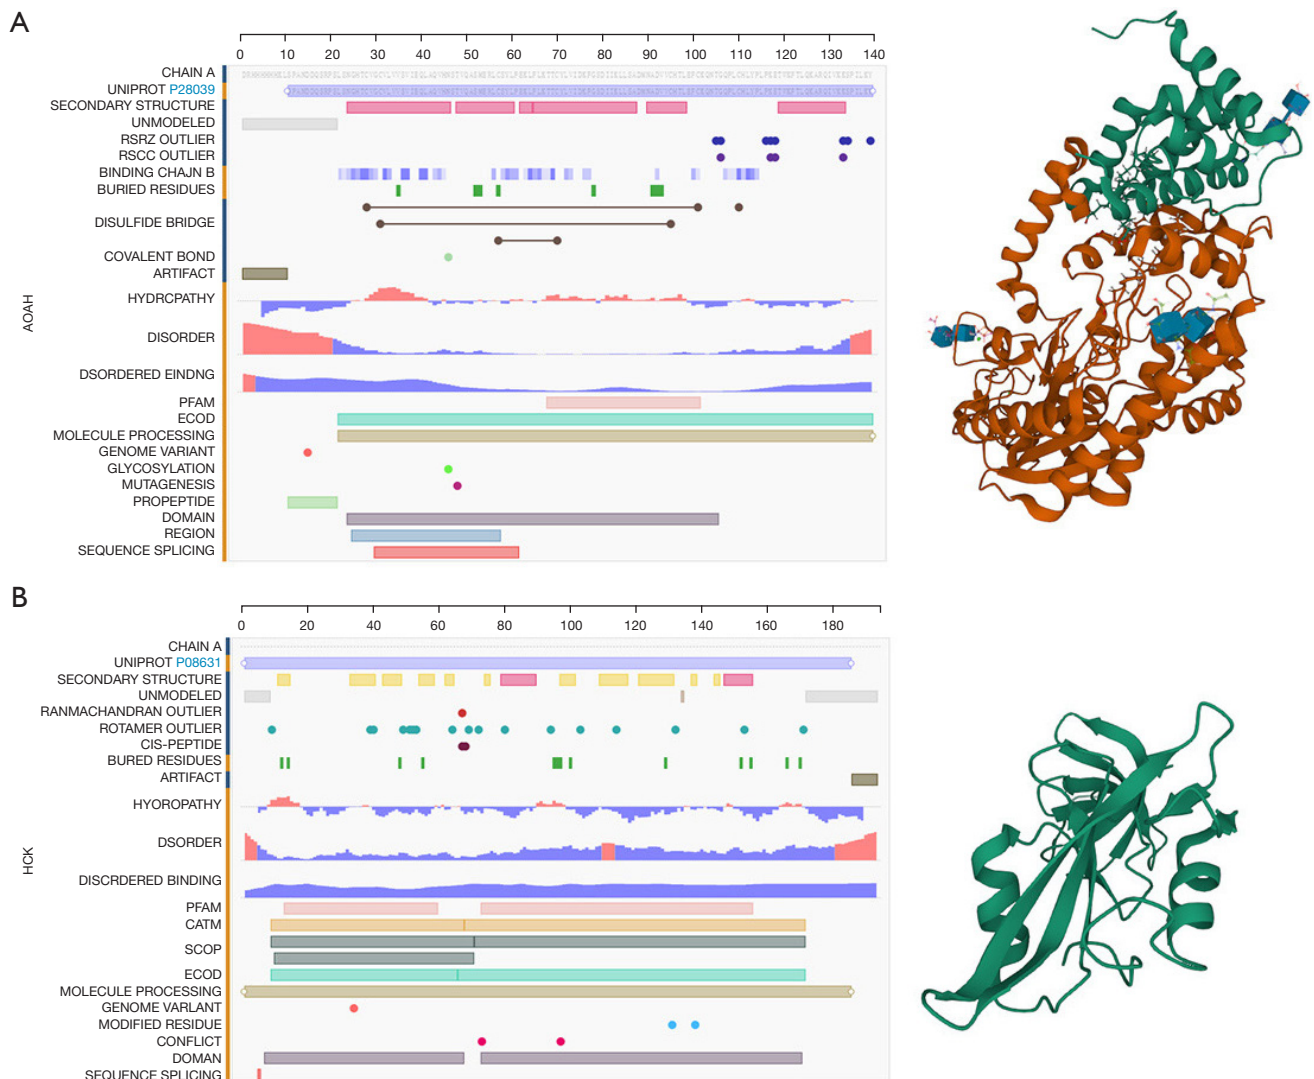 A
0 10 20 30 40 50 60 70 80 90 100 110 120 130 140
CHAIN A
UNIPROT P28039
SECONDARY STRUCTURE
UNMODELED
RSRZ OUTLIER
RSCC OUTLIER
BINDING CHAJN B
BURIED RESIDUES
DISULFIDE BRIDGE
COVALENT BOND
ARTIFACT
HYDRCPATHY
AOAH
DISORDER
DSORDERED EINDNG
PFAM
ECOD
MOLECULE PROCESSING
GENOME VARIANT
GLYCOSYLATION
MUTAGENESIS
PROPEPTIDE
DOMAIN
REGION
SEQUENCE SPLICING
B
0 20 40 60 80 100 120 140 160 180
CHAIN A
UNIPROT P08631
SECONDARY STRUCTURE
UNMODELED
RANMACHANDRAN OUTLIER
ROTAMER OUTLIER
CIS-PEPTIDE
BURED RESIDUES
ARTIFACT
HYOROPATHY
DSORDER
HCK
DISCRDERED BINDING
PFAM
CATM
SCOP
ECOD
MOLECULE PROCESSING
GENOME VARLANT
MODIFIED RESIDUE
CONFLICT
DOMAN
SEQUENCE SPLICING